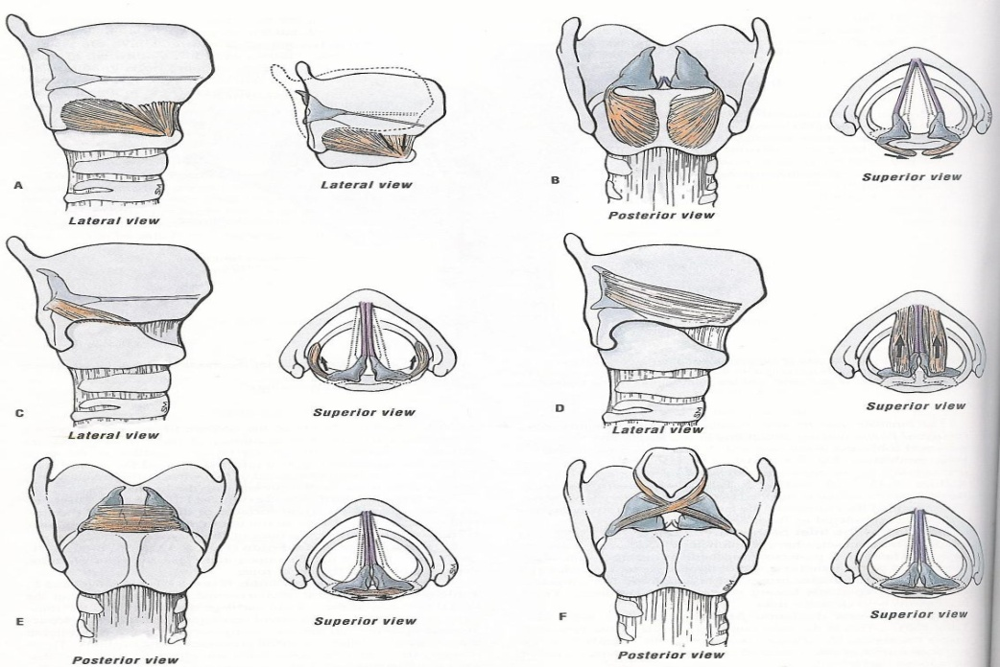 A
Lateral view
Lateral view
B
Posterior view
Superior view
C
Lateral view
Superior view
D
Lateral view
Superior view
E
Posterior view
Superior view
F
Posterior view
Superior view